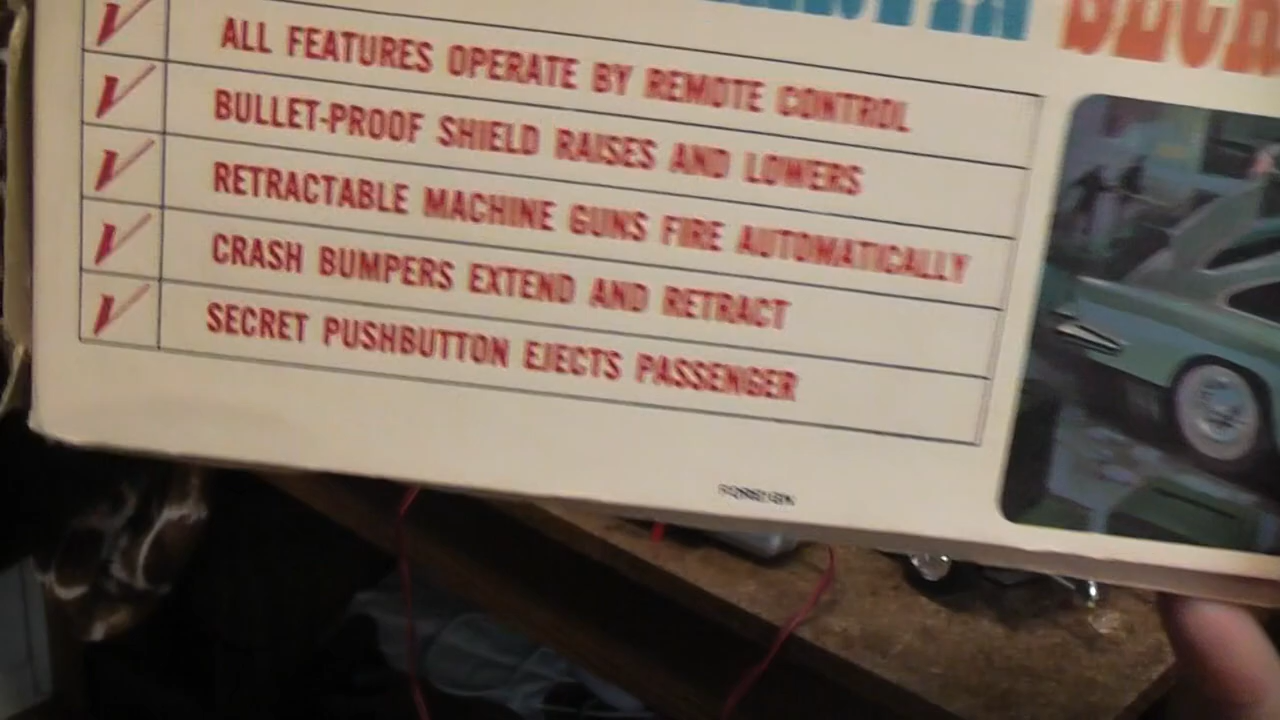 ALL FEATURES OPERATE BY REMOTE CONTROL
BULLET-PROOF SHIELD RAISES AND LOWERS
RETRACTABLE MACHINE GUNS FIRE AUTOMATICALLY
CRASH BUMPERS EXTEND AND RETRACT
SECRET PUSHBUTTON EJECTS PASSENGER